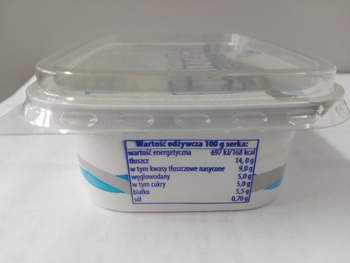 Wartość odżywcza 100 g serka:
wartość energetyczna 697 kJ/168 kcal
tłuszcz 14,0 g
w tym kwasy tłuszczowe nasycone 9,0 g
węglowodany 5,0 g
w tym cukry 5,0 g
białko 5,5 g
sól 0,70 g